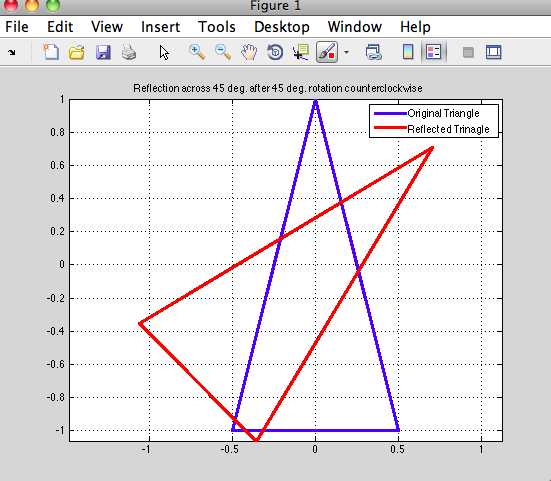 Figure 1
File Edit View Insert Tools Desktop Window Help
Reflection across 45 deg. after 45 deg. rotation counterclockwise
Original Triangle
Reflected Trinagle
1
0.8
0.6
0.4
0.2
0
-0.2
-0.4
-0.6
-0.8
-1
-1 -0.5 0 0.5 1